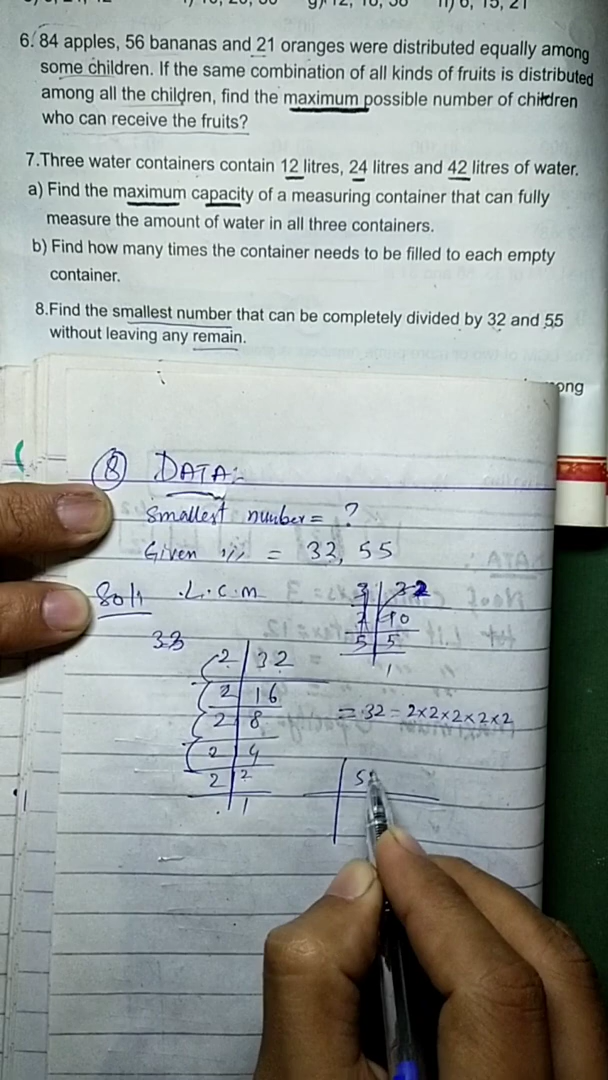 6. 84 apples, 56 bananas and 21 oranges were distributed equally among
some children. If the same combination of all kinds of fruits is distributed
among all the children, find the maximum possible number of children
who can receive the fruits?
7.Three water containers contain 12 litres, 24 litres and 42 litres of water.
a) Find the maximum capacity of a measuring container that can fully
measure the amount of water in all three containers.
b) Find how many times the container needs to be filled to each empty
container.
8.Find the smallest number that can be completely divided by 32 and 55
without leaving any remain.
ong
8 DATA:-
Smallest number = ?
Given = 32, 55
Sol: L.C.M
33
2 32
2 16
2 8
2 4
2 2
1
5 5
1
= 32 = 2×2×2×2×2